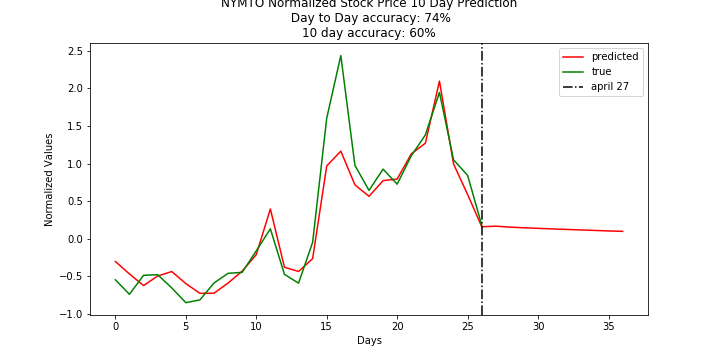 NYMTO Normalized Stock Price 10 Day Prediction
Day to Day accuracy: 74%
10 day accuracy: 60%
predicted
true
april 27
Normalized Values
2.5
2.0
1.5
1.0
0.5
0.0
−0.5
−1.0
0 5 10 15 20 25 30 35
Days